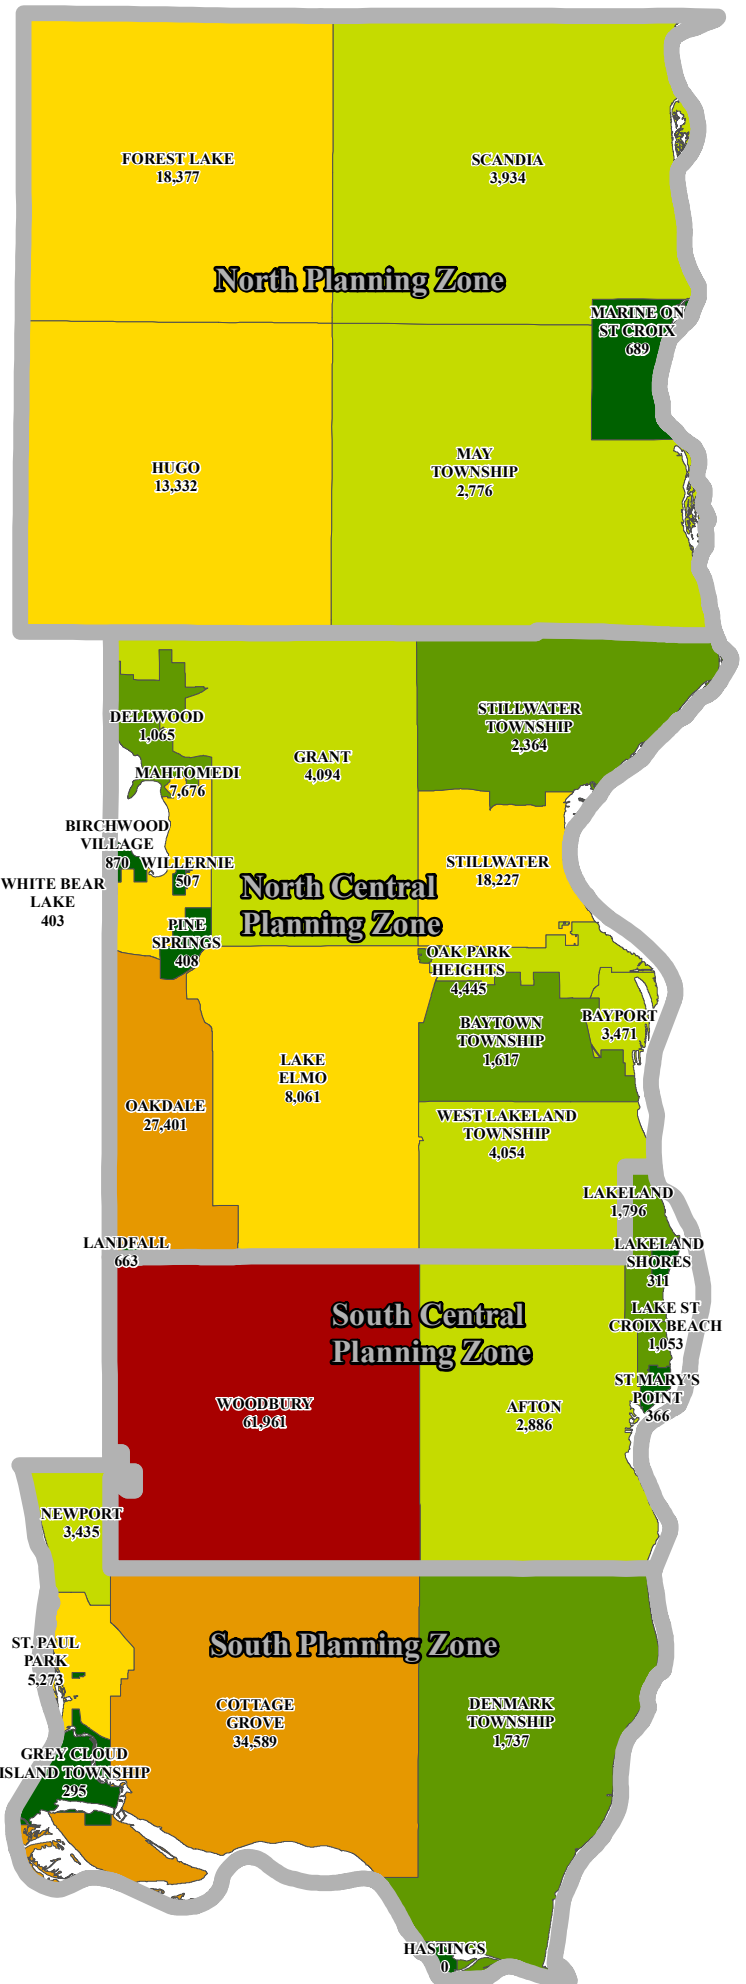 FOREST LAKE
18,377
SCANDIA
3,934
North Planning Zone
MARINE ON
ST CROIX
689
HUGO
13,332
MAY
TOWNSHIP
2,776
DELLWOOD
1,065
STILLWATER
TOWNSHIP
2,364
GRANT
4,094
MAHTOMEDI
7,676
BIRCHWOOD
VILLAGE
870
WILLERNIE
507
STILLWATER
18,227
WHITE BEAR
LAKE
403
North Central
Planning Zone
PINE
SPRINGS
408
OAK PARK
HEIGHTS
4,445
BAYTOWN
TOWNSHIP
1,617
BAYPORT
3,471
LAKE
ELMO
8,061
OAKDALE
27,401
WEST LAKELAND
TOWNSHIP
4,054
LAKELAND
1,796
LANDFALL
663
LAKELAND
SHORES
311
South Central
Planning Zone
LAKE ST
CROIX BEACH
1,053
ST MARY'S
POINT
366
WOODBURY
61,961
AFTON
2,886
NEWPORT
3,435
South Planning Zone
ST. PAUL
PARK
5,273
COTTAGE
GROVE
34,589
DENMARK
TOWNSHIP
1,737
GREY CLOUD
ISLAND TOWNSHIP
295
HASTINGS
0